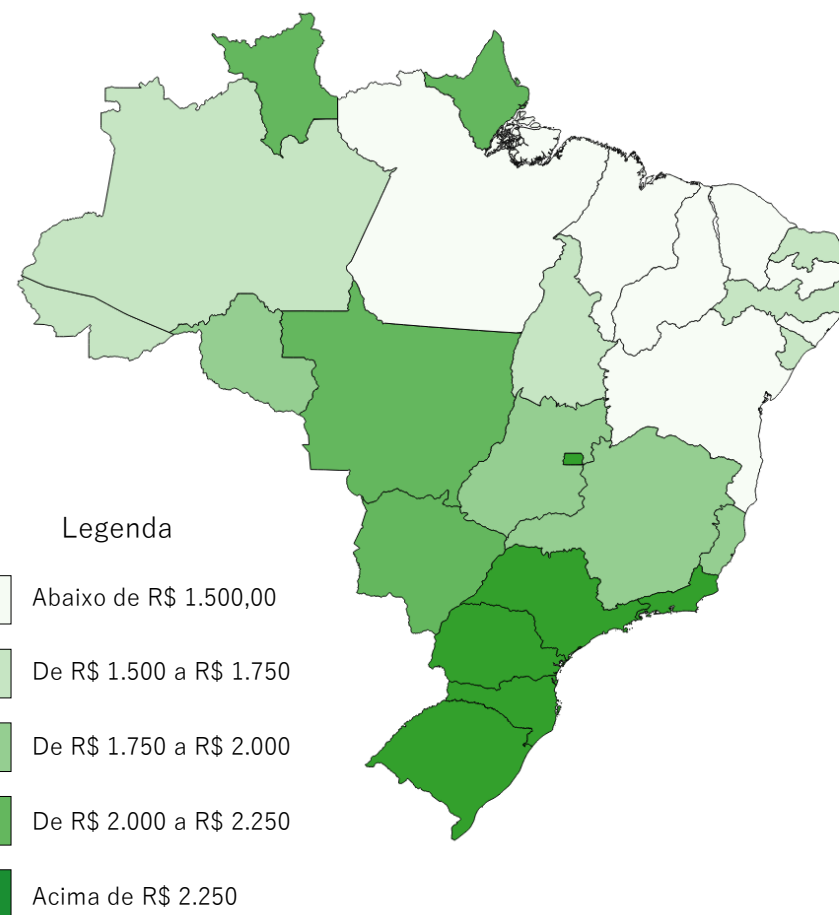 Legenda
Abaixo de R$ 1.500,00
De R$ 1.500 a R$ 1.750
De R$ 1.750 a R$ 2.000
De R$ 2.000 a R$ 2.250
Acima de R$ 2.250